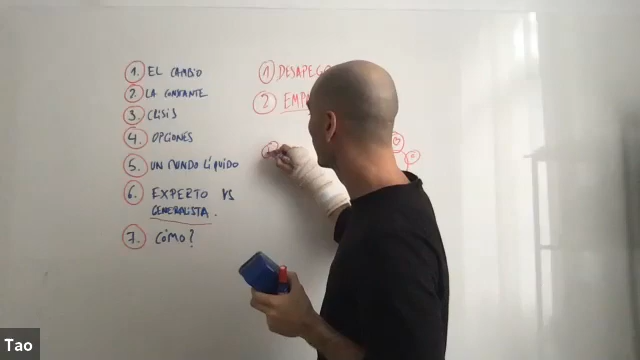 1. EL CAMBIO
2. LA CONSTANTE
3. CRISIS
4. OPCIONES
5. UN MUNDO LÍQUIDO
6. EXPERTO VS
GENERALISTA.
7. CÓMO?
1 DESAPEGO
2
Tao